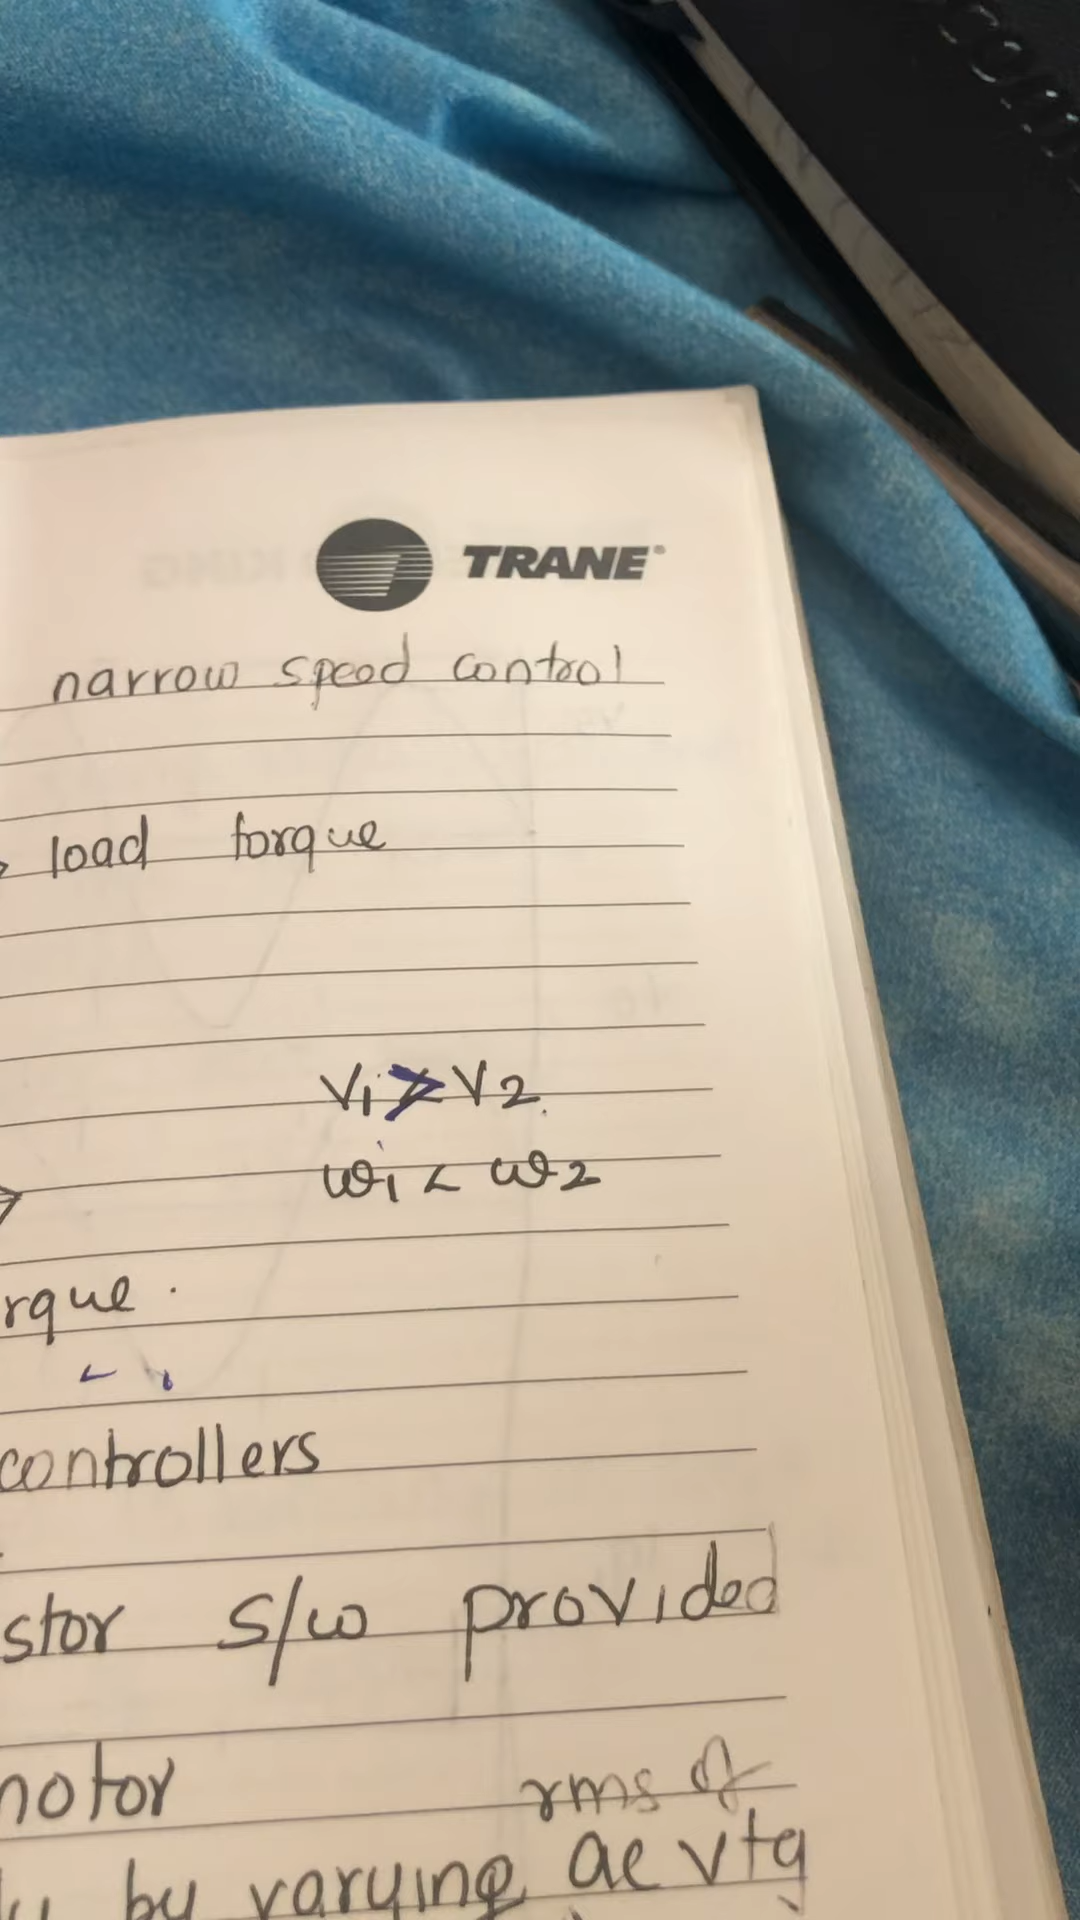 TRANE®
narrow speed control
load torque
V1 > V2
ω1 < ω2
rque.
controllers
stor s/w provided
notor rms of
by varying ac vtg